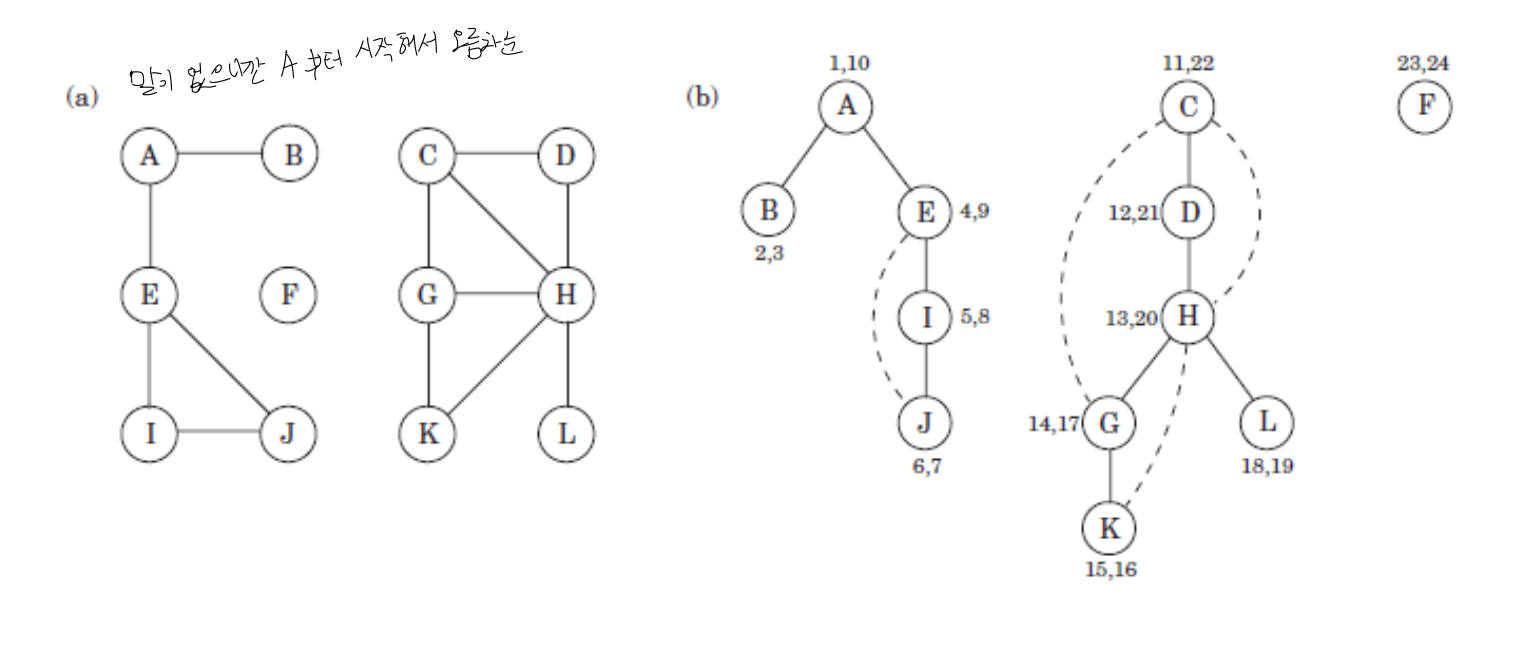 말이 없으니깐 A부터 시작해서 오름차순
(a)
A B
C D
E F
G H
I J
K L
(b)
1,10
A
B
2,3
E 4,9
I 5,8
J
6,7
11,22
C
12,21 D
13,20 H
14,17 G
L
18,19
K
15,16
23,24
F